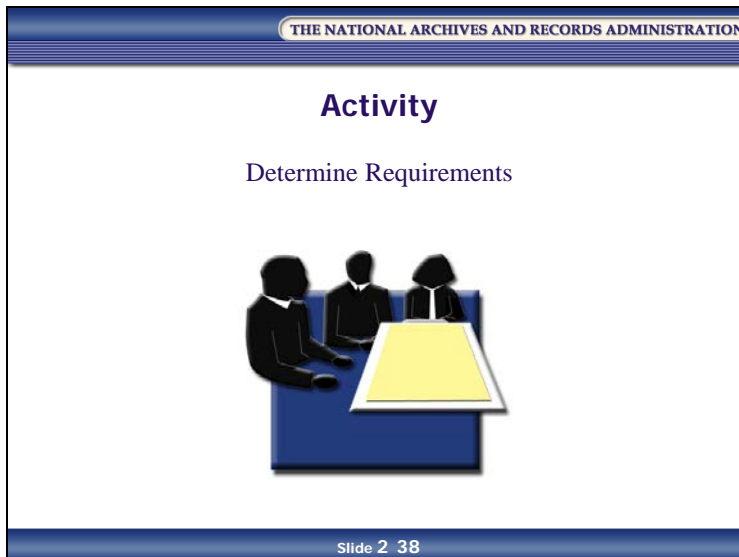 THE NATIONAL ARCHIVES AND RECORDS ADMINISTRATION
Activity
Determine Requirements
Slide 2 38